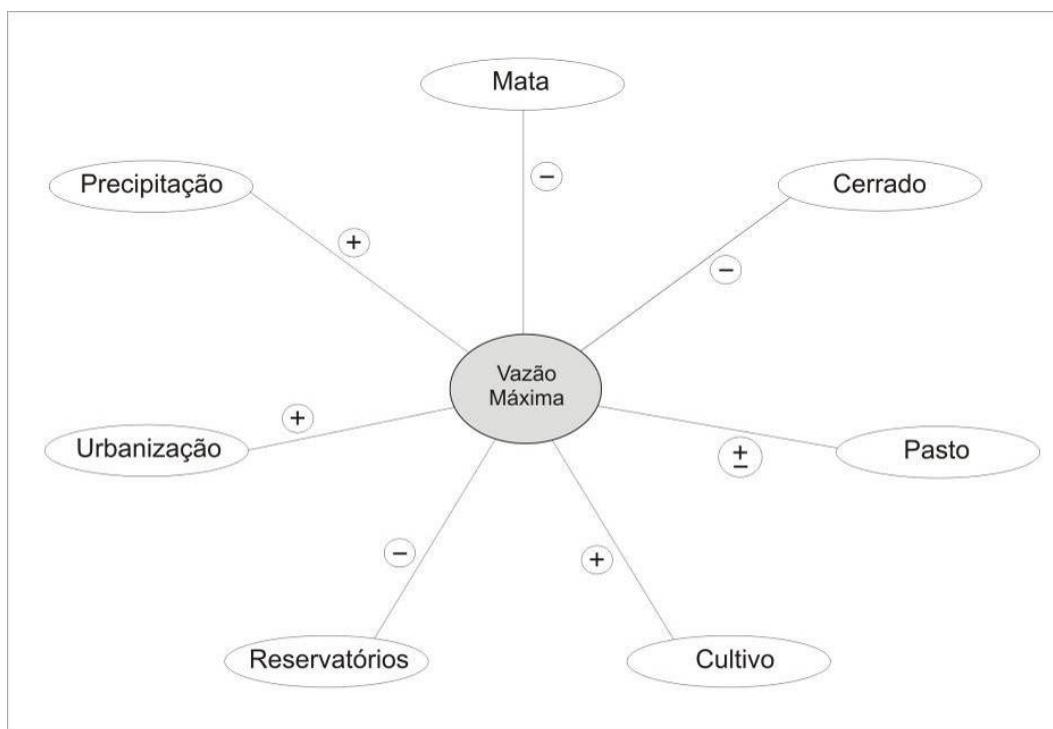 Mata
Precipitação
Cerrado
−
+
−
Vazão
Máxima
Urbanização
+
±
Pasto
−
+
Reservatórios
Cultivo